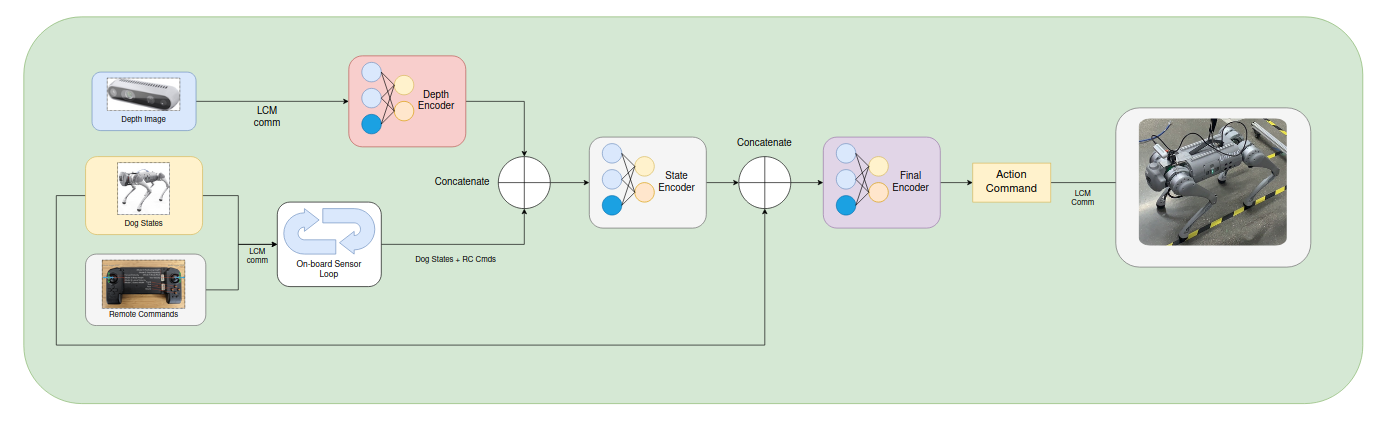 Depth Image
LCM
comm
Depth
Encoder
Concatenate
Dog States
Remote Commands
LCM
comm
On-board Sensor
Loop
Dog States + RC Cmds
State
Encoder
Concatenate
Final
Encoder
Action
Command
LCM
Comm